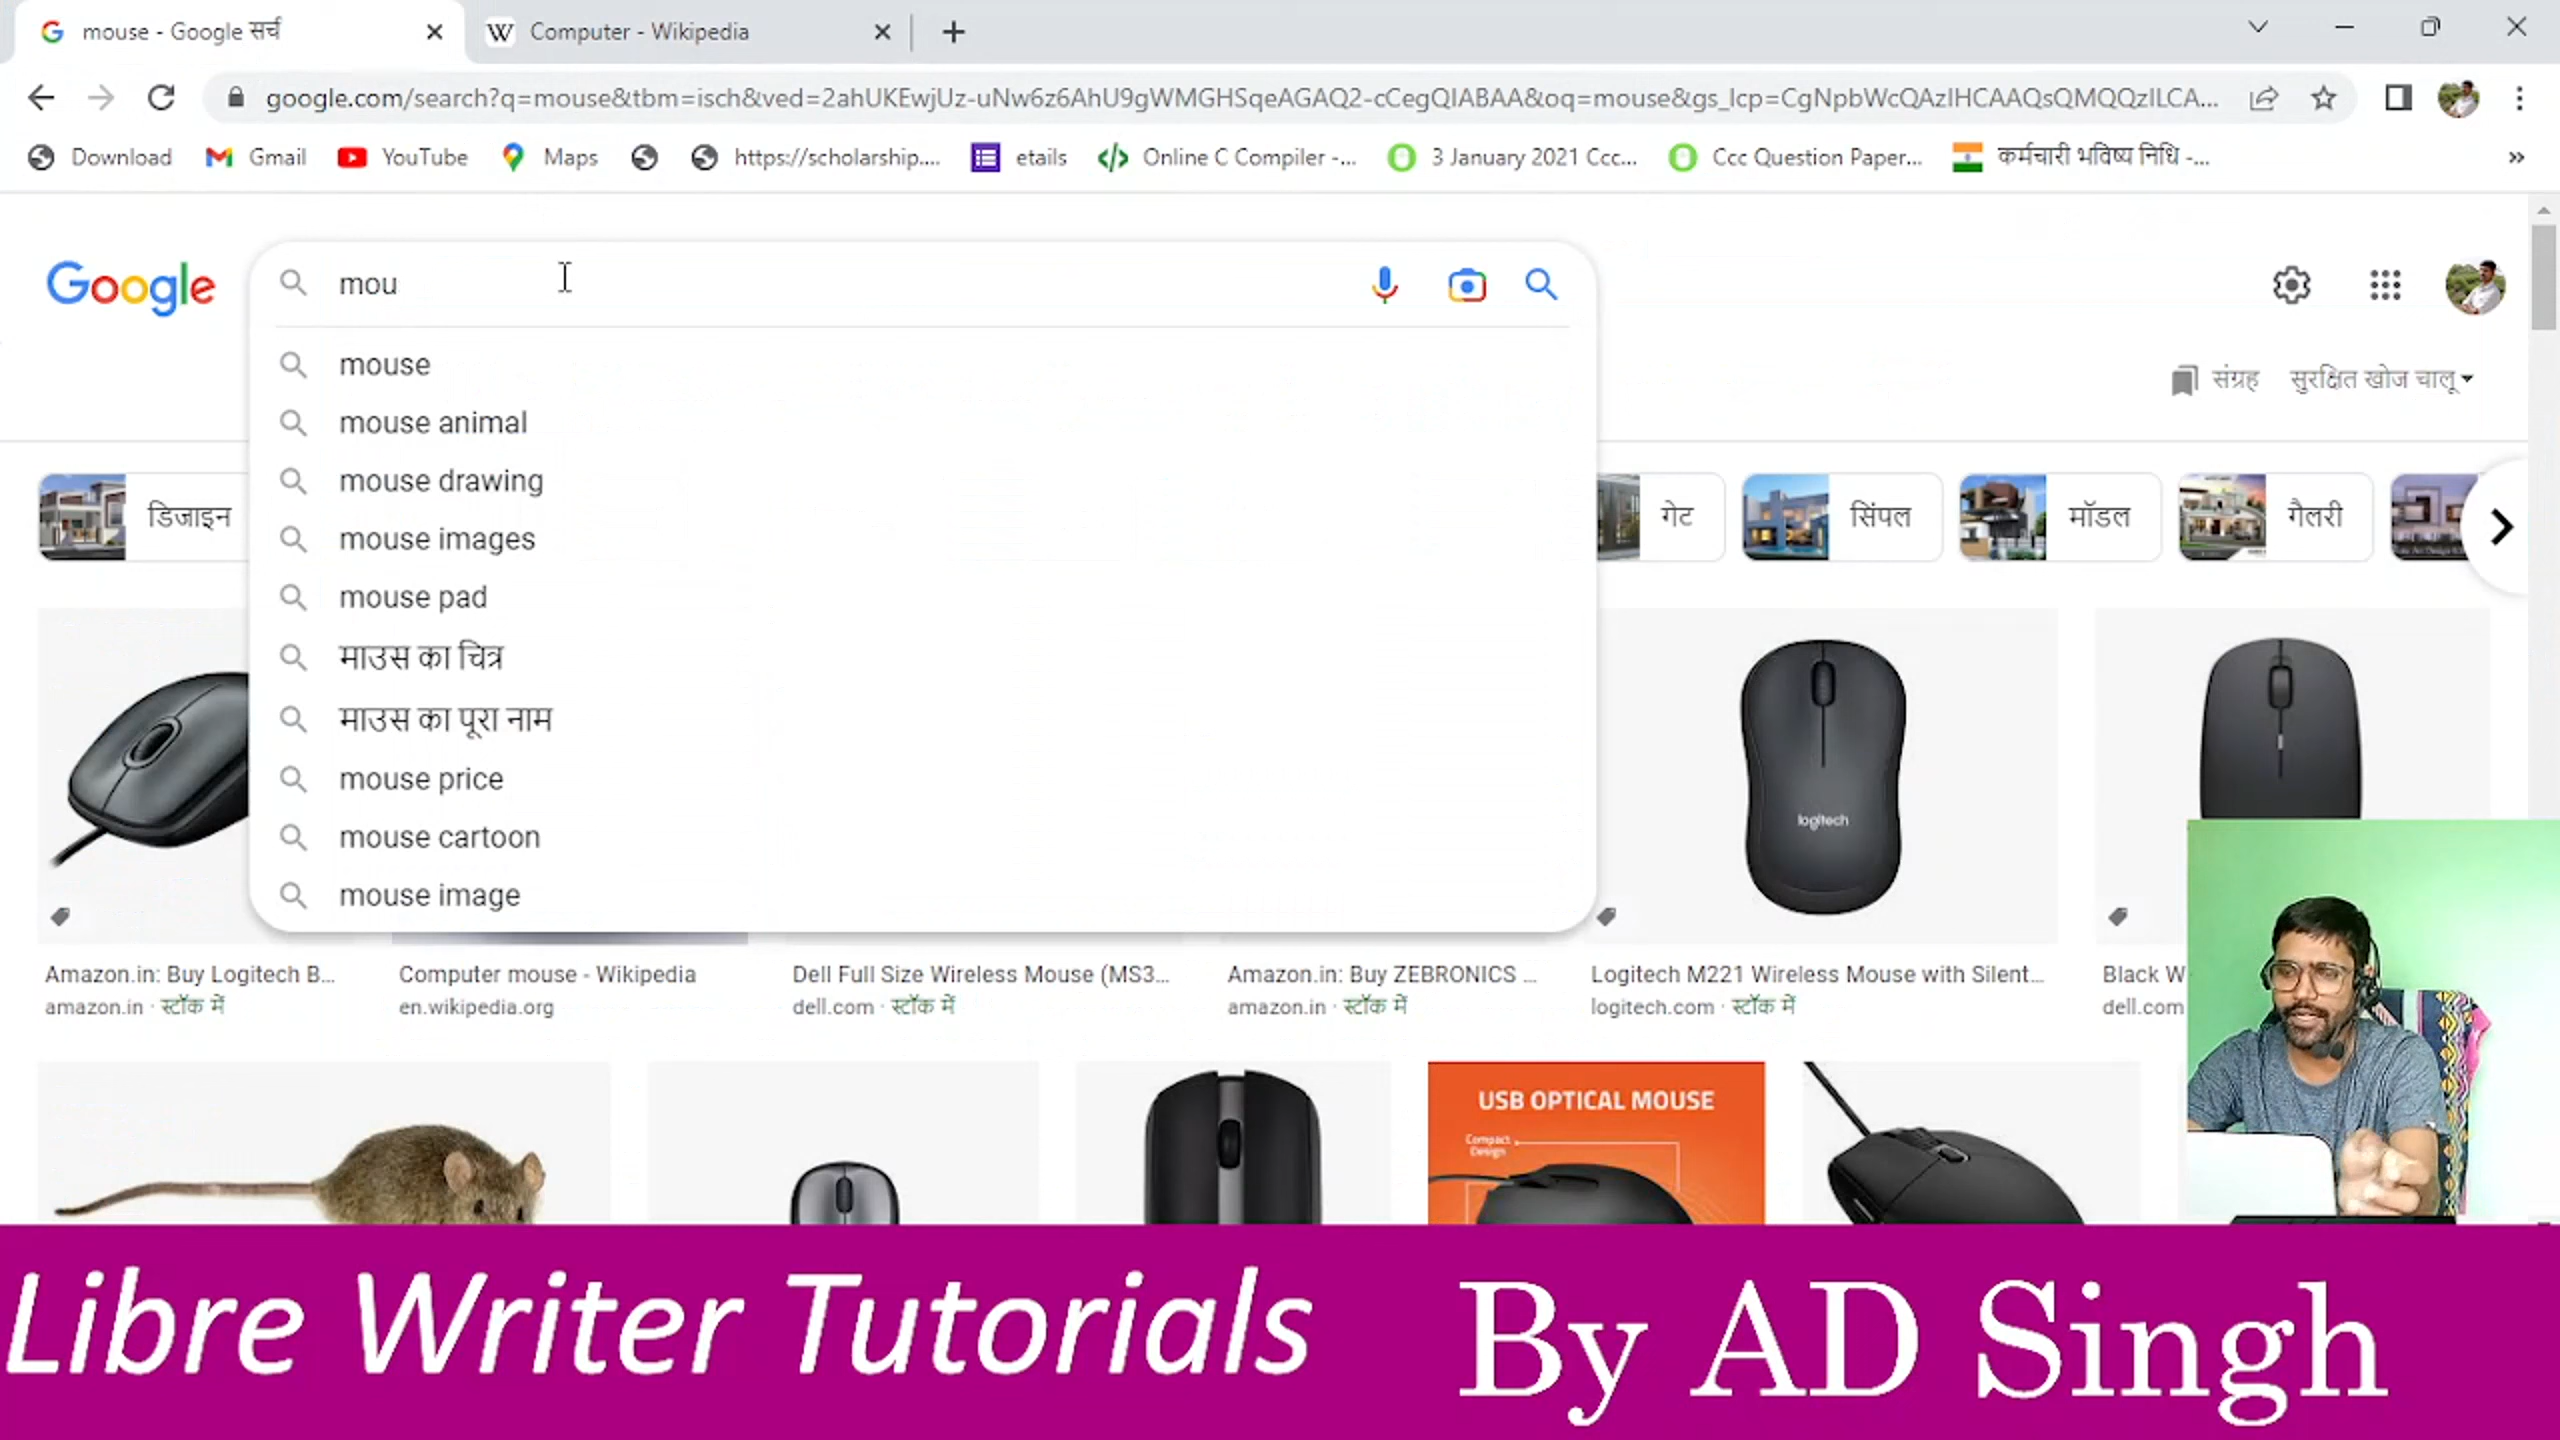 mouse - Google सर्च
Computer - Wikipedia
google.com/search?q=mouse&tbm=isch&ved=2ahUKEwjUz-uNw6z6AhU9gWMGHSqeAGAQ2-cCegQIABAA&oq=mouse&gs_lcp=CgNpbWcQAzIHCAAQsQMQQzILCA...
Download Gmail YouTube Maps https://scholarship.... etails Online C Compiler -... 3 January 2021 Ccc... Ccc Question Paper... कर्मचारी भविष्य निधि -... »
Google
mou
mouse
mouse animal
mouse drawing
mouse images
mouse pad
माउस का चित्र
माउस का पूरा नाम
mouse price
mouse cartoon
mouse image
संग्रह सुरक्षित खोज चालू
डिजाइन गेट सिंपल मॉडल गैलरी
logitech
Amazon.in: Buy Logitech B...
amazon.in · स्टॉक में
Computer mouse - Wikipedia
en.wikipedia.org
Dell Full Size Wireless Mouse (MS3...
dell.com · स्टॉक में
Amazon.in: Buy ZEBRONICS ...
amazon.in · स्टॉक में
Logitech M221 Wireless Mouse with Silent...
logitech.com · स्टॉक में
Black W
dell.com
USB OPTICAL MOUSE
Compact
Design
Libre Writer Tutorials By AD Singh